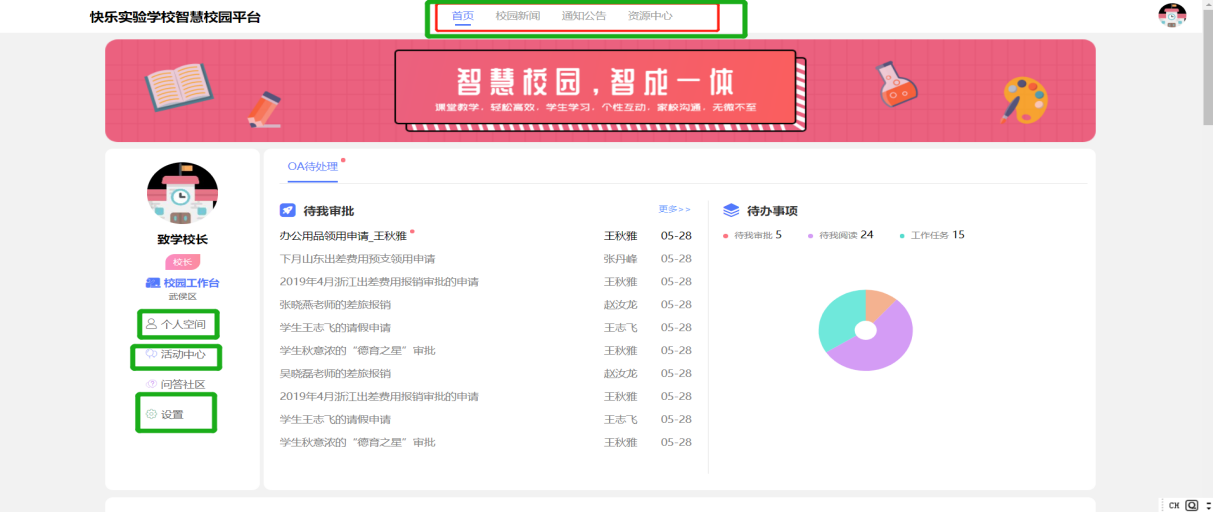 快乐实验学校智慧校园平台
首页 校园新闻 通知公告 资源中心
智慧校园,智成一体
课堂教学、轻松高效、学生学习、个性互动、家校沟通、无微不至
OA待处理
致学校长
校长
校园工作台
武侯区
个人空间
活动中心
问答社区
设置
待我审批 更多>>
办公用品领用申请_王秋雅 王秋雅 05-28
下月山东出差费用预支领用申请 张丹峰 05-28
2019年4月浙江出差费用报销审批的申请 王秋雅 05-28
张晓燕老师的差旅报销 赵汝龙 05-28
学生王志飞的请假申请 王志飞 05-28
学生秋意浓的“德育之星”审批 王秋雅 05-28
吴晓磊老师的差旅报销 赵汝龙 05-28
2019年4月浙江出差费用报销审批的申请 王秋雅 05-28
学生王志飞的请假申请 王志飞 05-28
学生秋意浓的“德育之星”审批 王秋雅 05-28
待办事项
待我审批 5 待我阅读 24 工作任务 15
CH